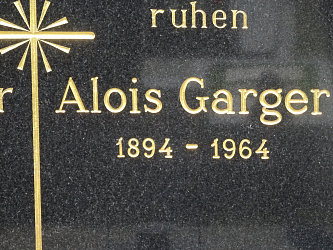 ruhen
Alois Garger
1894 - 1964